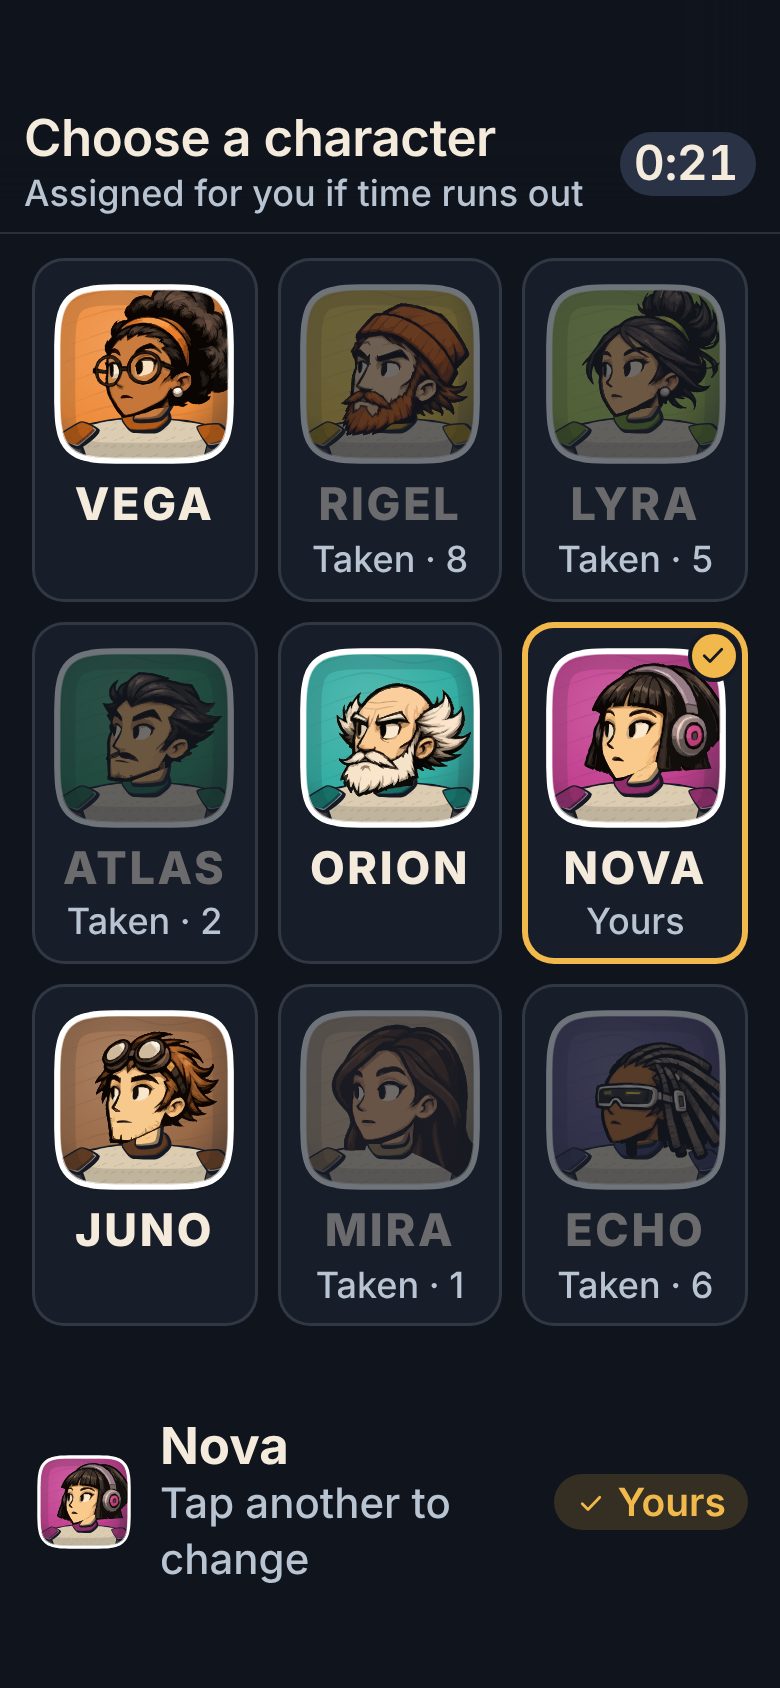 Choose a character
Assigned for you if time runs out
0:21
VEGA
RIGEL
Taken · 8
LYRA
Taken · 5
ATLAS
Taken · 2
ORION
NOVA
Yours
JUNO
MIRA
Taken · 1
ECHO
Taken · 6
Nova
Tap another to
change
Yours